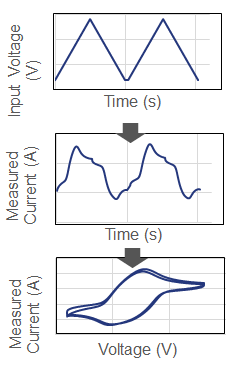 Input Voltage
(V)
Time (s)
Measured
Current (A)
Time (s)
Measured
Current (A)
Voltage (V)